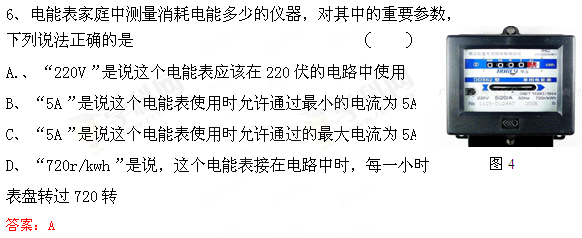 6、电能表家庭中测量消耗电能多少的仪器，对其中的重要参数，
下列说法正确的是 （ ）
A.、“220V”是说这个电能表应该在 220 伏的电路中使用
B、“5A”是说这个电能表使用时允许通过最小的电流为 5A
C、“5A”是说这个电能表使用时允许通过的最大电流为 5A
D、“720r/kwh”是说，这个电能表接在电路中时，每一小时
表盘转过 720 转
图 4
答案：A